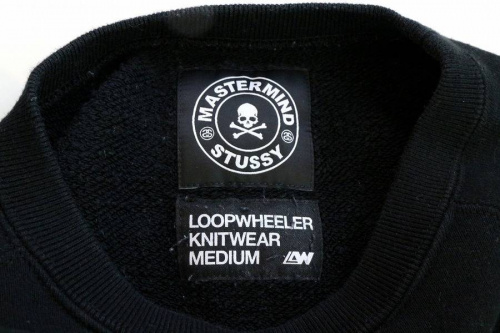 MASTERMIND
STUSSY
LOOPWHEELER
KNITWEAR
MEDIUM LW